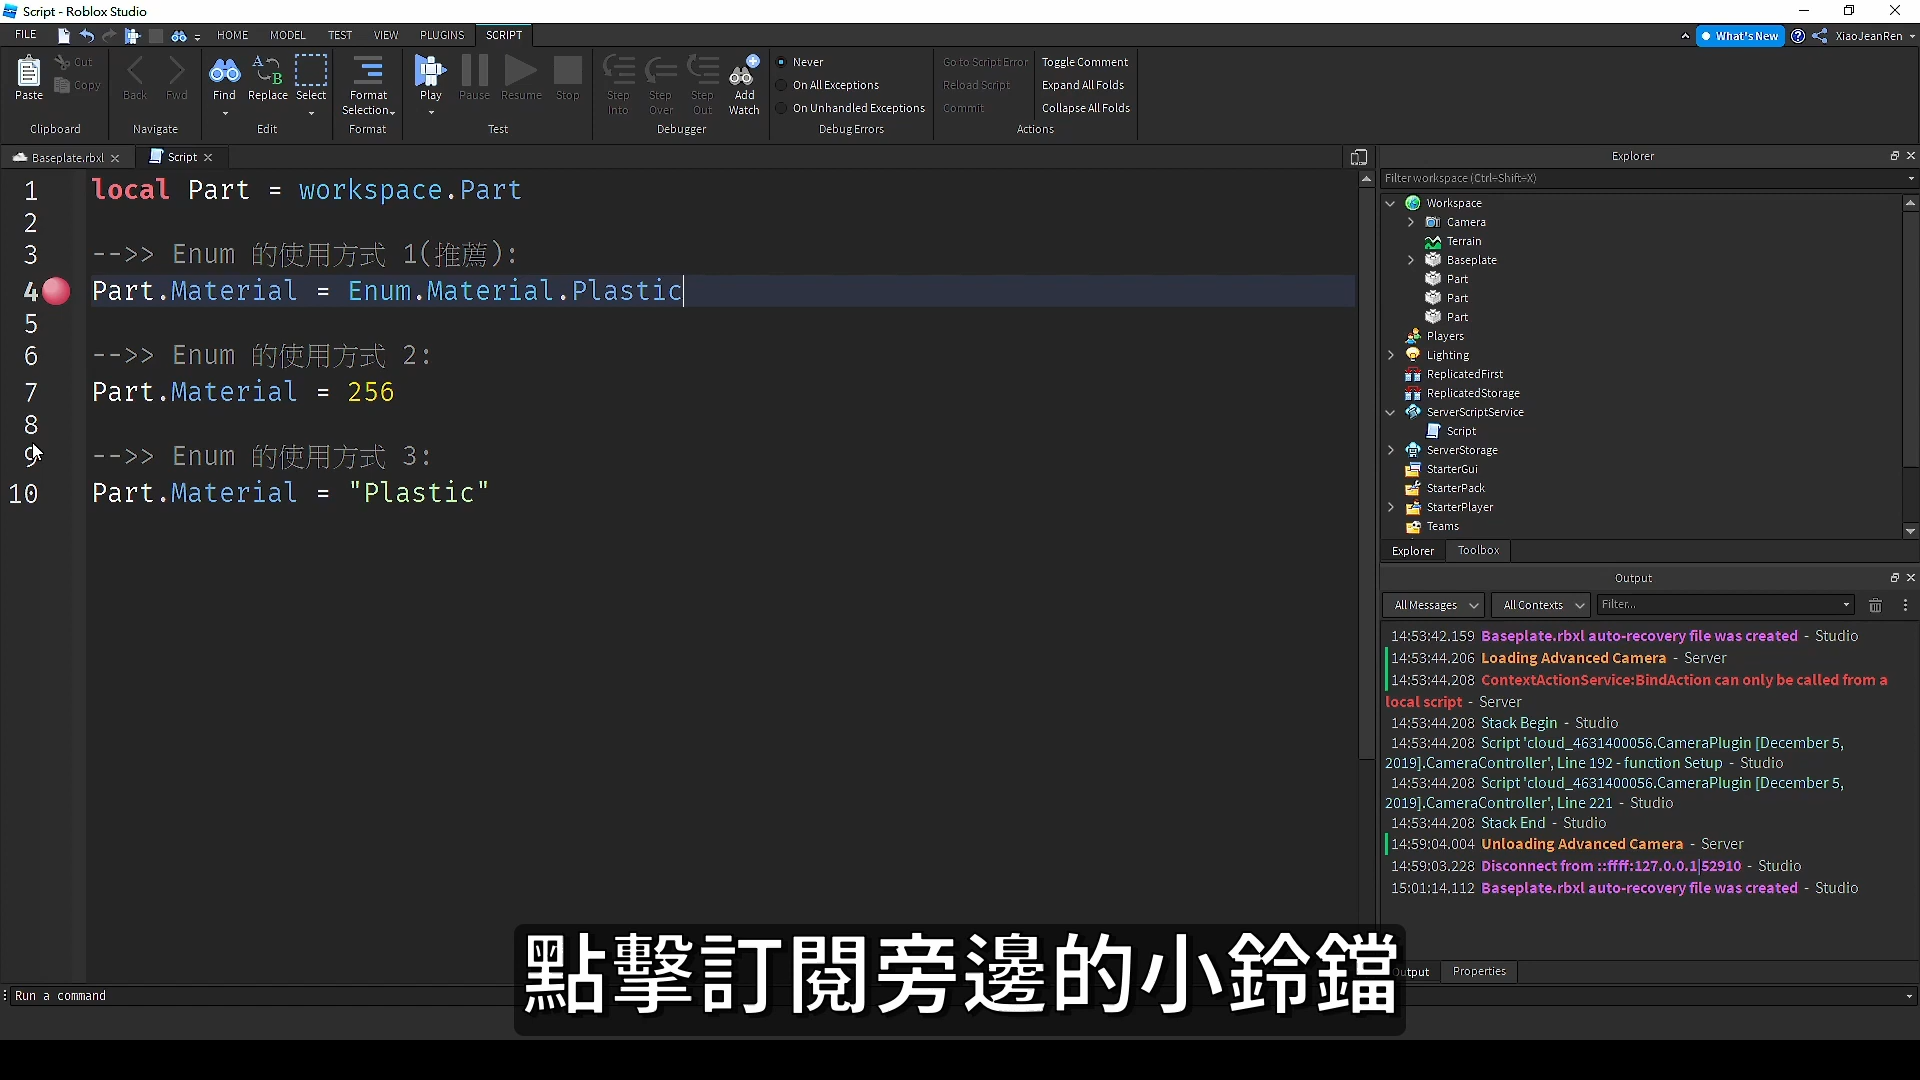 Script - Roblox Studio
FILE HOME MODEL TEST VIEW PLUGINS SCRIPT What's New XiaoJeanRen
Paste Cut Copy Back Fwd Find Replace Select Format Selection Play Pause Resume Stop Step Into Step Over Step Out Add Watch
Never
On All Exceptions
On Unhandled Exceptions
Go to Script Error
Reload Script
Commit
Toggle Comment
Expand All Folds
Collapse All Folds
Clipboard Navigate Edit Format Test Debugger Debug Errors Actions
Baseplate.rbxl Script
1 local Part = workspace.Part
2
3 -->> Enum 的使用方式 1(推薦):
4 Part.Material = Enum.Material.Plastic
5
6 -->> Enum 的使用方式 2:
7 Part.Material = 256
8
9 -->> Enum 的使用方式 3:
10 Part.Material = "Plastic"
Explorer
Filter workspace (Ctrl+Shift+X)
Workspace
Camera
Terrain
Baseplate
Part
Part
Part
Players
Lighting
ReplicatedFirst
ReplicatedStorage
ServerScriptService
Script
ServerStorage
StarterGui
StarterPack
StarterPlayer
Teams
Explorer Toolbox
Output
All Messages All Contexts Filter...
14:53:42.159 Baseplate.rbxl auto-recovery file was created - Studio
14:53:44.206 Loading Advanced Camera - Server
14:53:44.208 ContextActionService:BindAction can only be called from a
local script - Server
14:53:44.208 Stack Begin - Studio
14:53:44.208 Script 'cloud_4631400056.CameraPlugin [December 5,
2019].CameraController', Line 192 - function Setup - Studio
14:53:44.208 Script 'cloud_4631400056.CameraPlugin [December 5,
2019].CameraController', Line 221 - Studio
14:53:44.208 Stack End - Studio
14:59:04.004 Unloading Advanced Camera - Server
14:59:03.228 Disconnect from ::ffff:127.0.0.1|52910 - Studio
15:01:14.112 Baseplate.rbxl auto-recovery file was created - Studio
Output Properties
Run a command
點擊訂閱旁邊的小鈴鐺